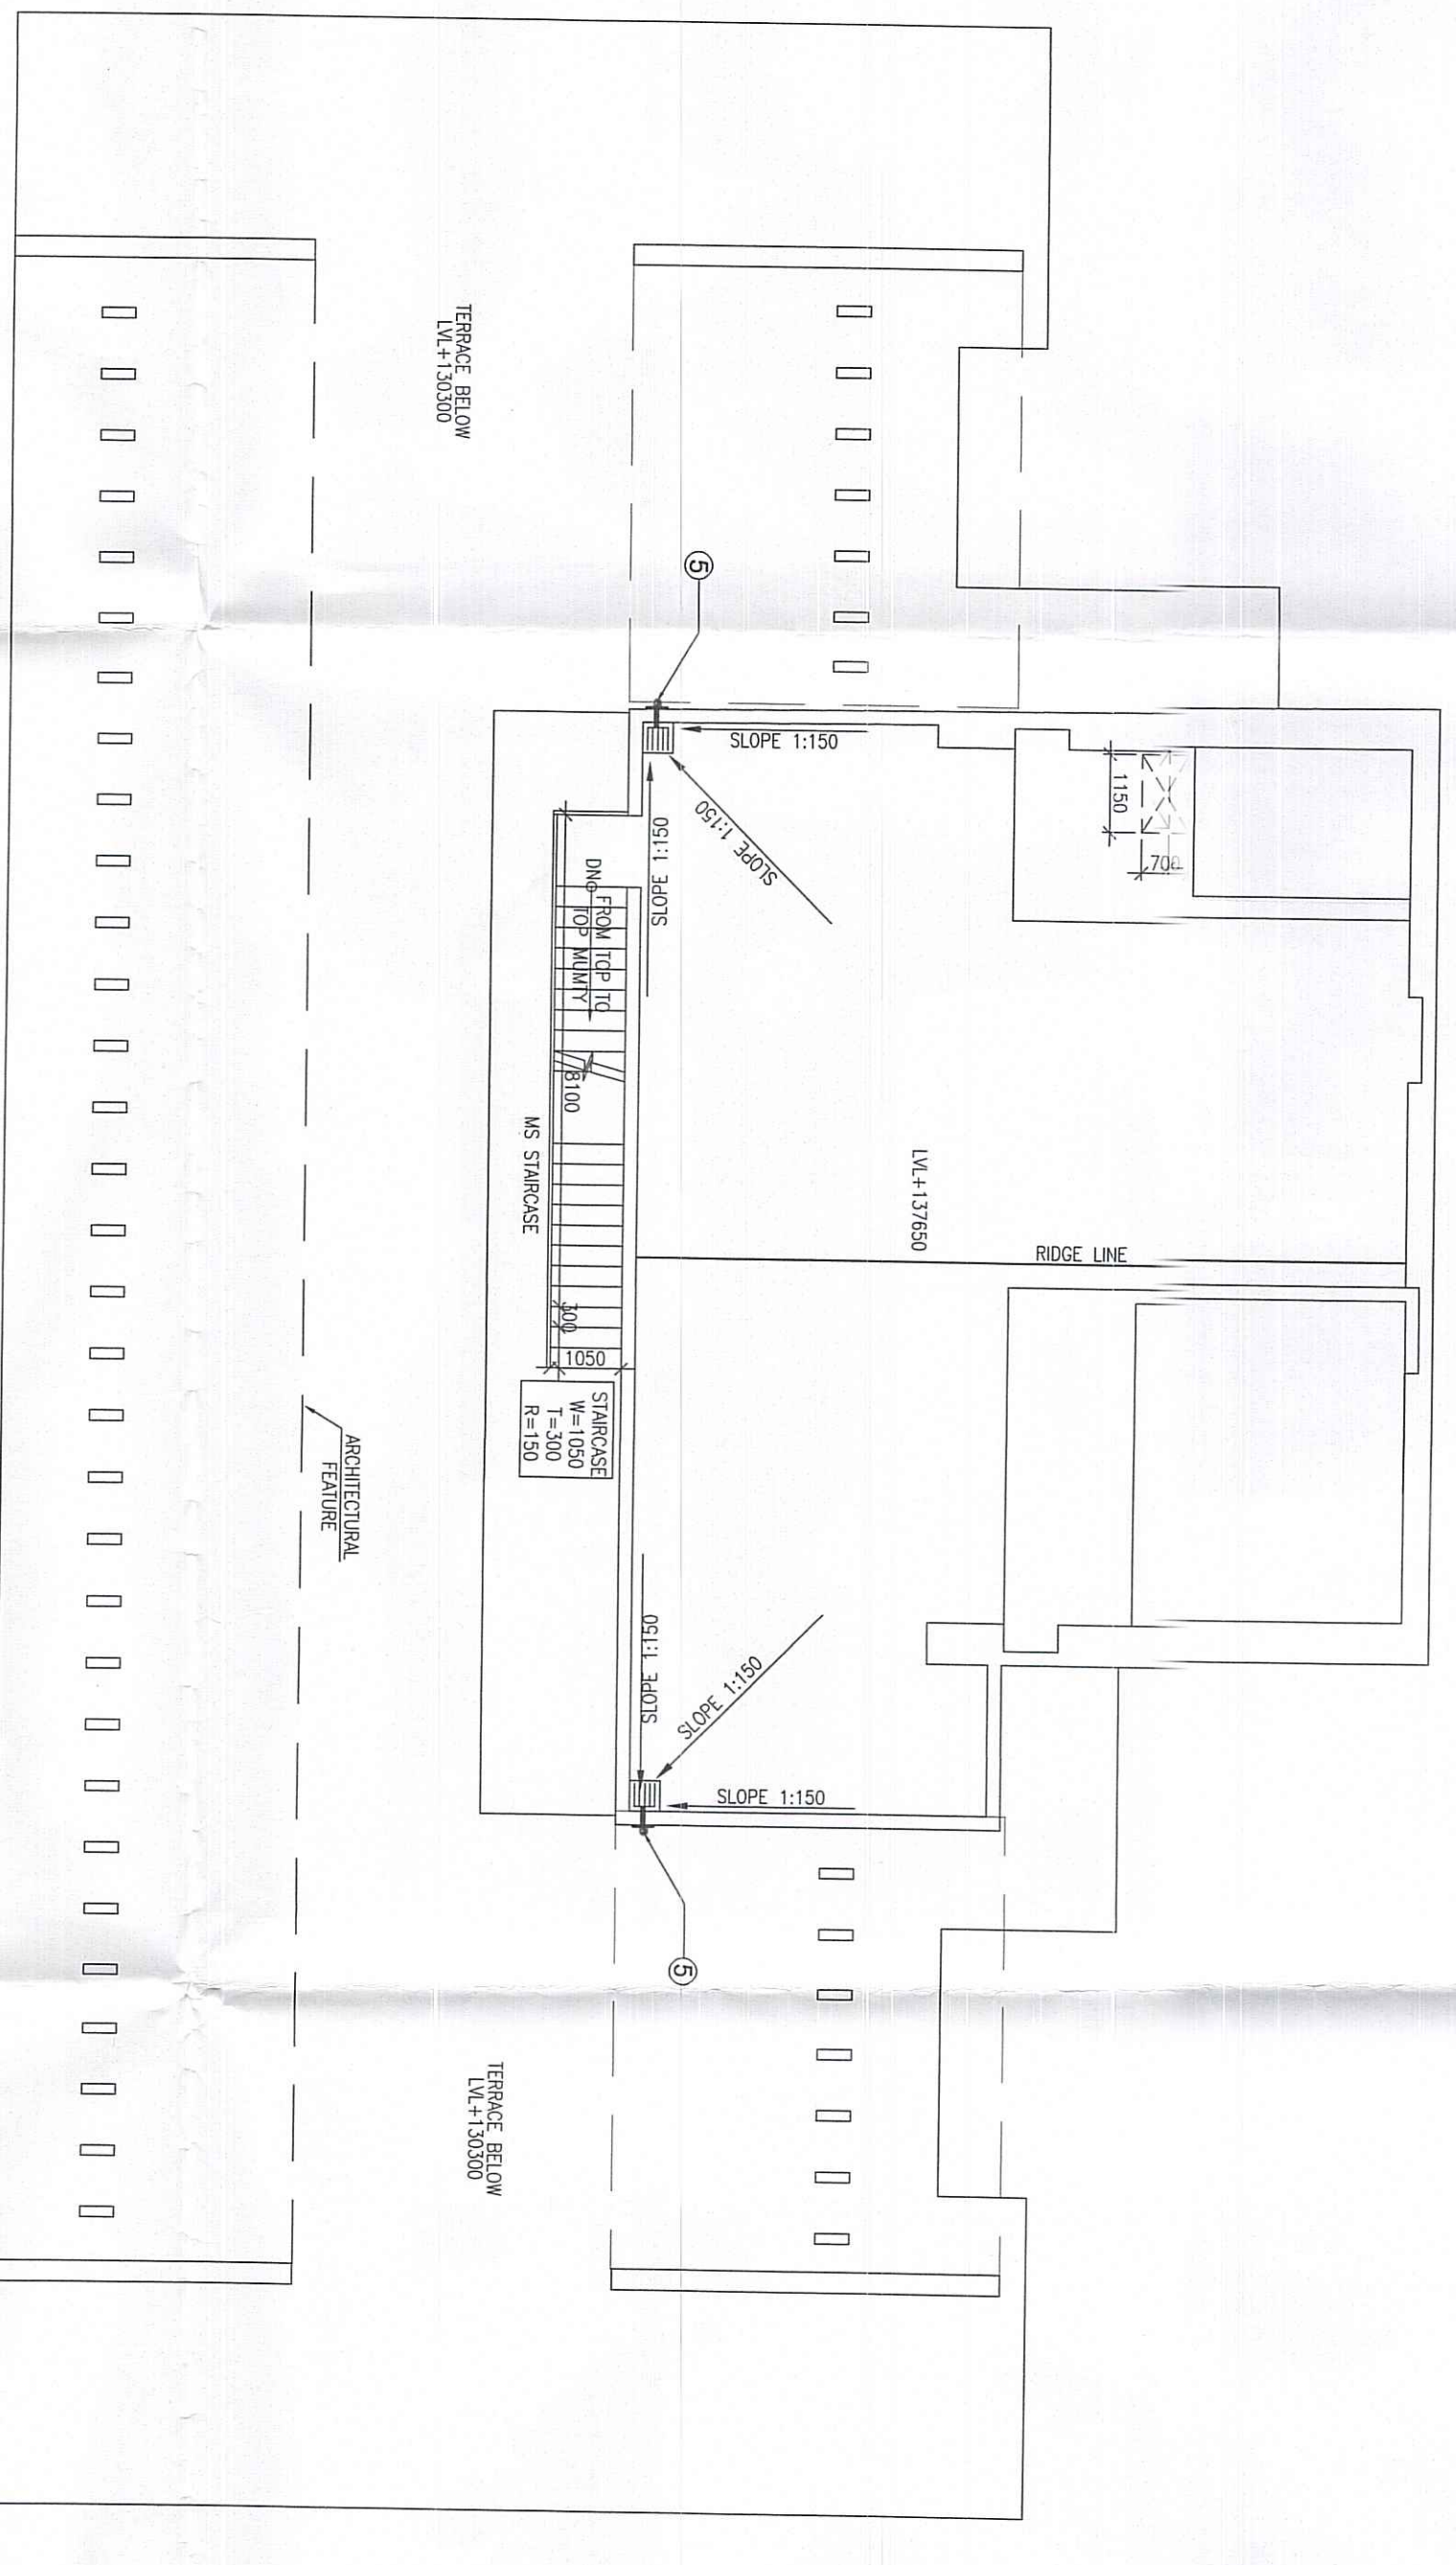 TERRACE BELOW
LVL+130300
5
SLOPE 1:150
SLOPE 1:150
SLOPE 1:150
1150
700
DN FROM TOP TO
TOP MUMTY
8100
MS STAIRCASE
LVL+137650
RIDGE LINE
300
1050
STAIRCASE
W=1050
T=300
R=150
ARCHITECTURAL
FEATURE
SLOPE 1:150
SLOPE 1:150
SLOPE 1:150
5
TERRACE BELOW
LVL+130300